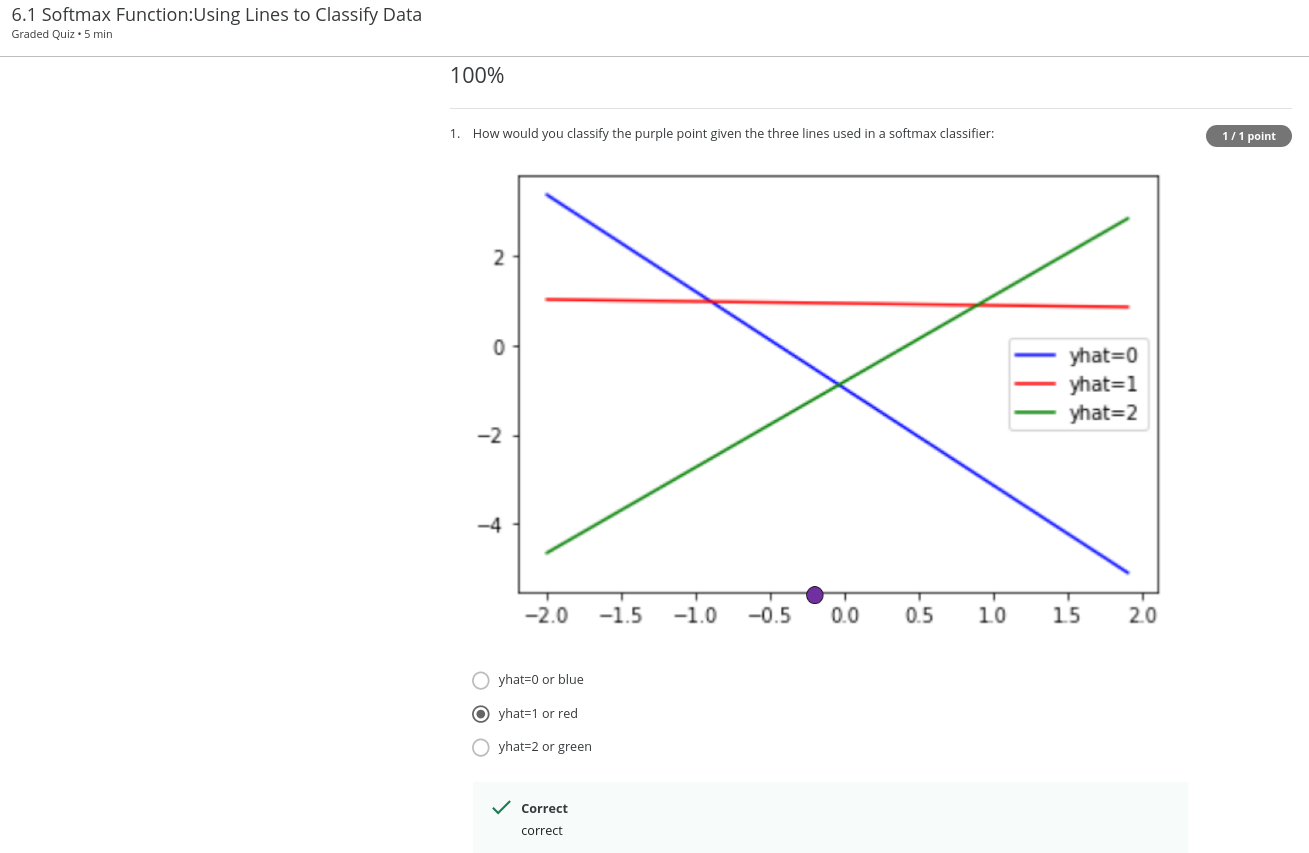 6.1 Softmax Function:Using Lines to Classify Data
Graded Quiz • 5 min
100%
1. How would you classify the purple point given the three lines used in a softmax classifier:
1 / 1 point
2
0
−2
−4
yhat=0
yhat=1
yhat=2
−2.0 −1.5 −1.0 −0.5 0.0 0.5 1.0 1.5 2.0
yhat=0 or blue
yhat=1 or red
yhat=2 or green
Correct
correct